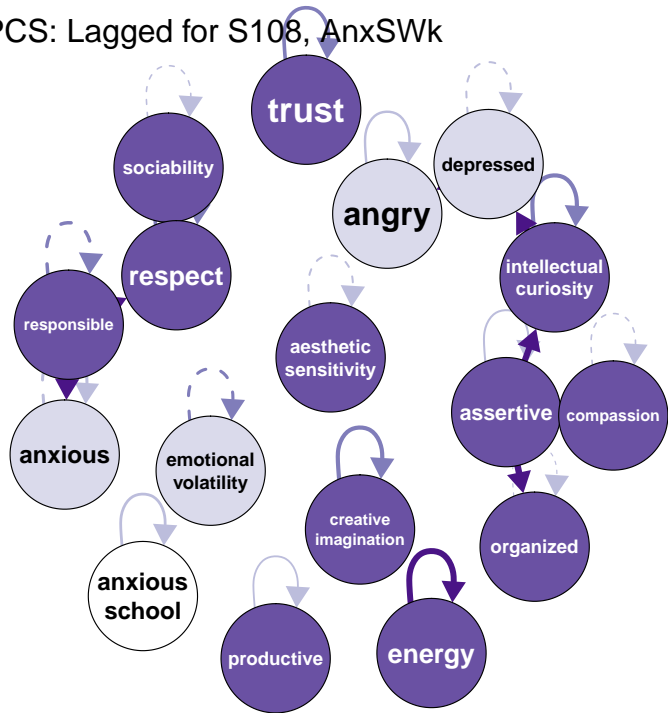 PCS: Lagged for S108, AnxSWk
trust
sociability
depressed
angry
respect
intellectual
curiosity
responsible
aesthetic
sensitivity
assertive
compassion
anxious
emotional
volatility
creative
imagination
organized
anxious
school
productive
energy